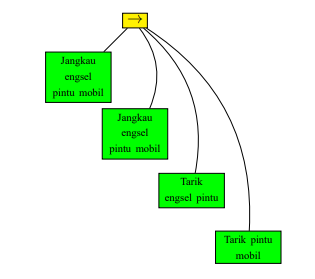 →
Jangkau
engsel
pintu mobil
Jangkau
engsel
pintu mobil
Tarik
engsel pintu
Tarik pintu
mobil